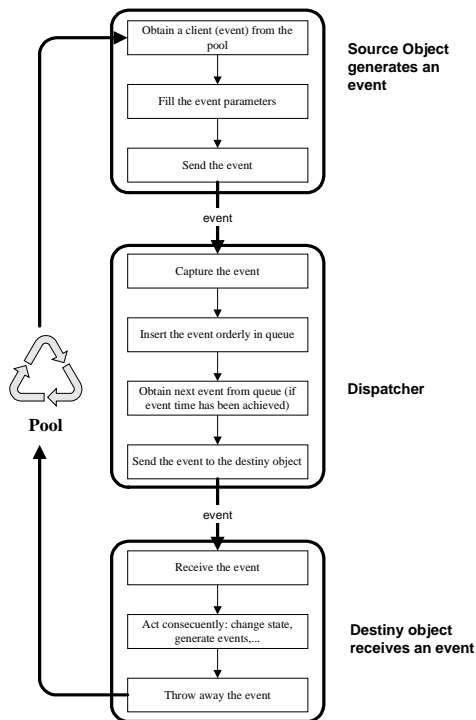 Obtain a client (event) from the
pool
Fill the event parameters
Send the event
Source Object
generates an
event
event
Capture the event
Insert the event orderly in queue
Obtain next event from queue (if
event time has been achieved)
Send the event to the destiny object
Dispatcher
Pool
event
Receive the event
Act consecuently: change state,
generate events,...
Throw away the event
Destiny object
receives an event